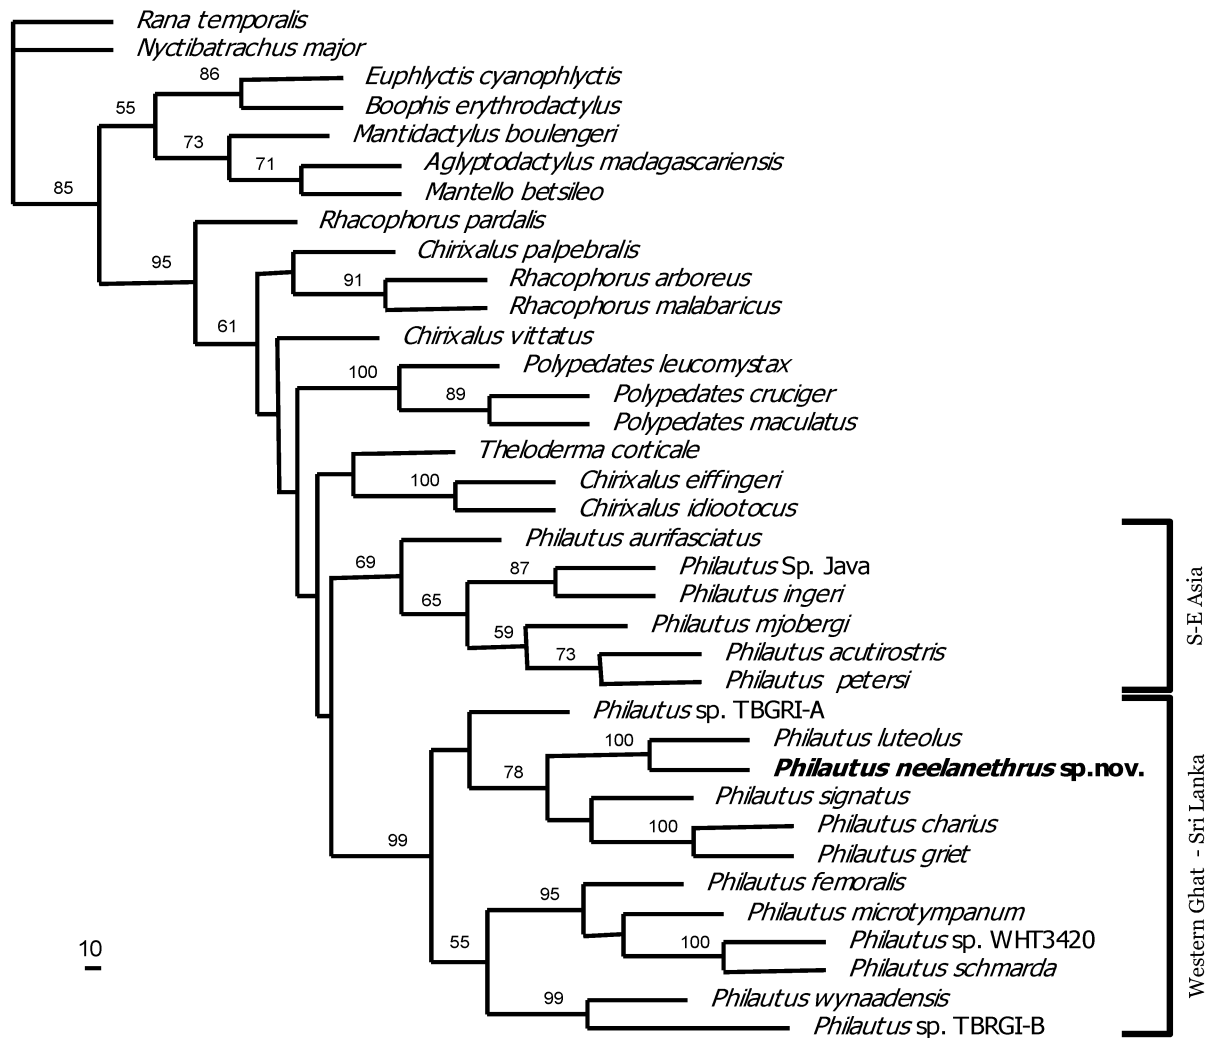 Rana temporalis
Nyctibatrachus major
86
Euphlyctis cyanophlyctis
55
Boophis erythrodactylus
73
Mantidactylus boulengeri
71
Aglyptodactylus madagascariensis
85
Mantello betsileo
Rhacophorus pardalis
95
Chirixalus palpebralis
91
Rhacophorus arboreus
Rhacophorus malabaricus
61
Chirixalus vittatus
100
Polypedates leucomystax
89
Polypedates cruciger
Polypedates maculatus
Theloderma corticale
100
Chirixalus eiffingeri
Chirixalus idiootocus
Philautus aurifasciatus
69
87
Philautus Sp. Java
Philautus ingeri
65
59
Philautus mjobergi
73
Philautus acutirostris
Philautus petersi
S-E Asia
Philautus sp. TBGRI-A
100
Philautus luteolus
78
Philautus neelanethrus sp.nov.
Philautus signatus
100
Philautus charius
99
Philautus griet
95
Philautus femoralis
Philautus microtympanum
55
100
Philautus sp. WHT3420
Philautus schmarda
99
Philautus wynaadensis
Philautus sp. TBRGI-B
Western Ghat - Sri Lanka
10